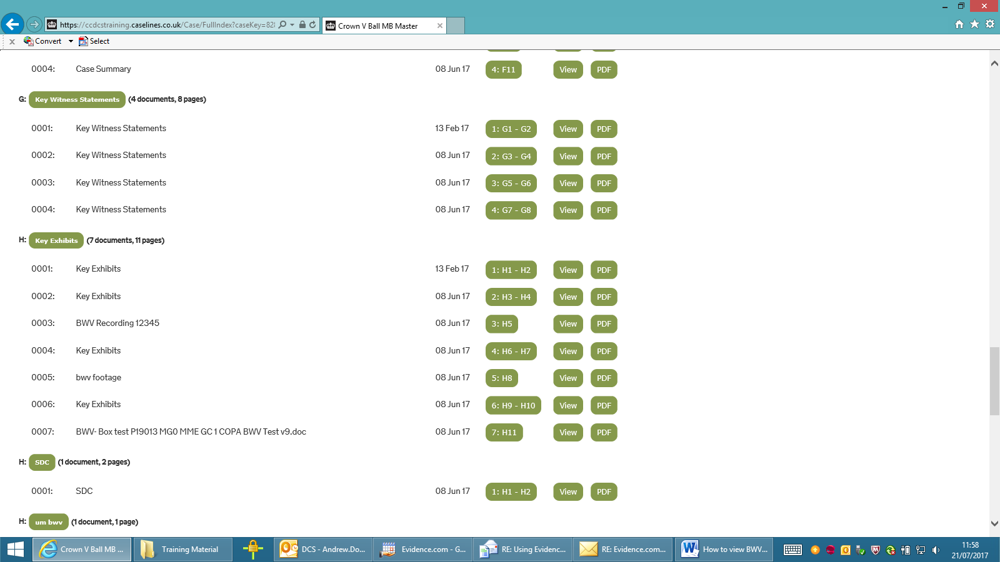 https://ccdcstraining.caselines.co.uk/Case/FullIndex?caseKey=828
Crown V Ball MB Master
Convert Select
0004: Case Summary 08 Jun 17 4: F11 View PDF
G: Key Witness Statements (4 documents, 8 pages)
0001: Key Witness Statements 13 Feb 17 1: G1 - G2 View PDF
0002: Key Witness Statements 08 Jun 17 2: G3 - G4 View PDF
0003: Key Witness Statements 08 Jun 17 3: G5 - G6 View PDF
0004: Key Witness Statements 08 Jun 17 4: G7 - G8 View PDF
H: Key Exhibits (7 documents, 11 pages)
0001: Key Exhibits 13 Feb 17 1: H1 - H2 View PDF
0002: Key Exhibits 08 Jun 17 2: H3 - H4 View PDF
0003: BWV Recording 12345 08 Jun 17 3: H5 View PDF
0004: Key Exhibits 08 Jun 17 4: H6 - H7 View PDF
0005: bwv footage 08 Jun 17 5: H8 View PDF
0006: Key Exhibits 08 Jun 17 6: H9 - H10 View PDF
0007: BWV- Box test P19013 MG0 MME GC 1 COPA BWV Test v9.doc 08 Jun 17 7: H11 View PDF
H: SDC (1 document, 2 pages)
0001: SDC 08 Jun 17 1: H1 - H2 View PDF
H: um bwv (1 document, 1 page)
Crown V Ball MB ... Training Material DCS - Andrew.Do... Evidence.com - G... RE: Using Evidenc... RE: Evidence.com... How to view BWV... 11:58
21/07/2017